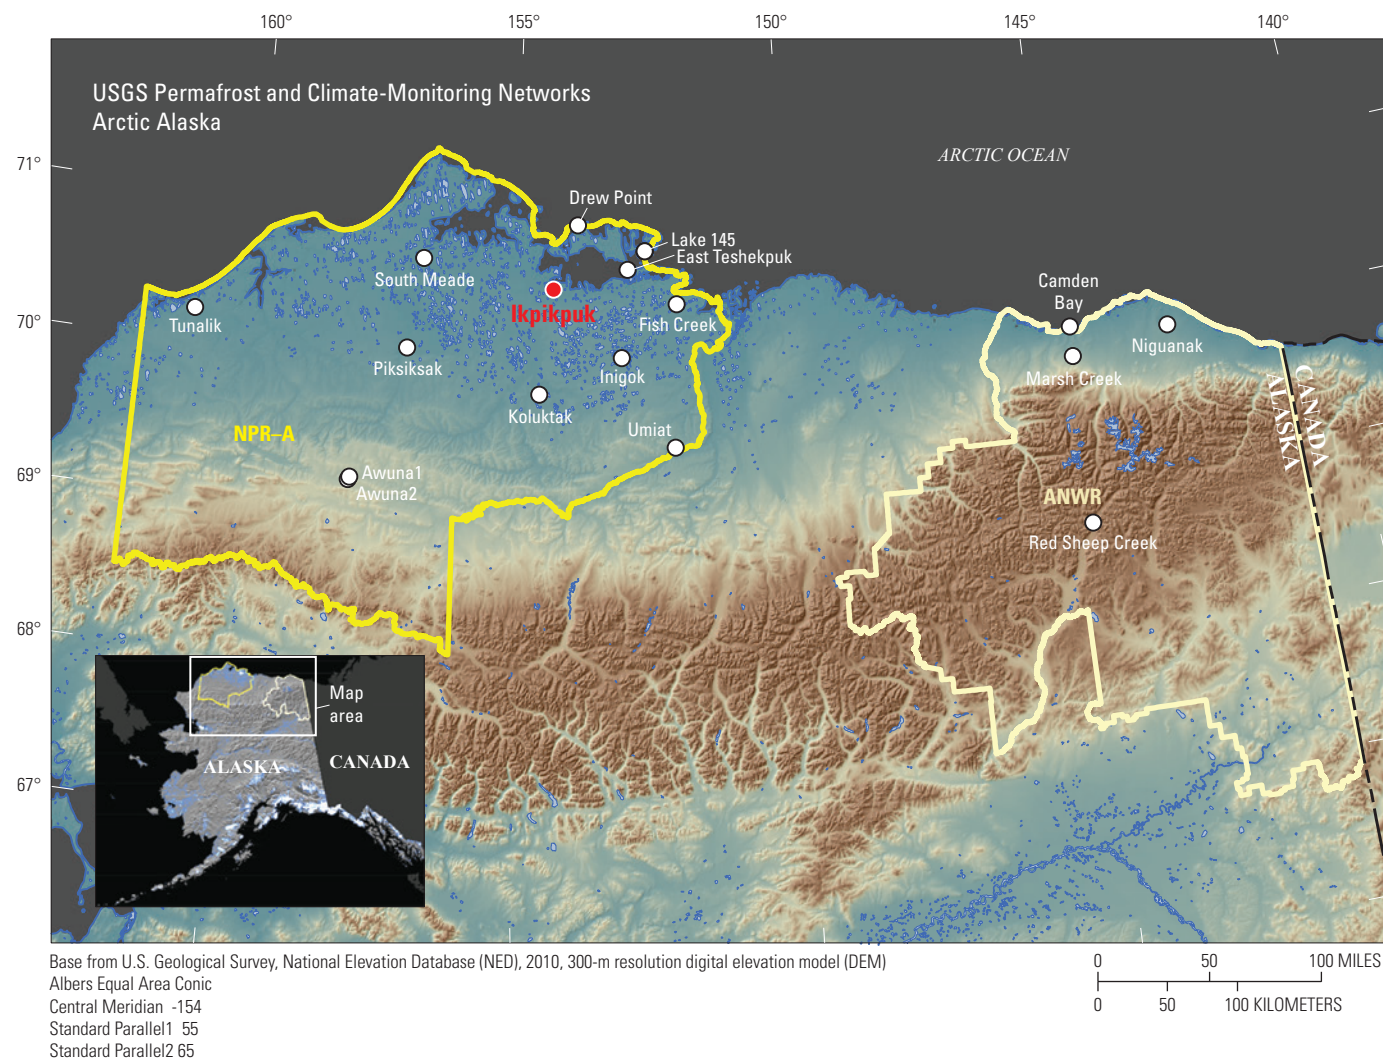 160°
155°
150°
145°
140°
USGS Permafrost and Climate-Monitoring Networks
Arctic Alaska
ARCTIC OCEAN
71°
70°
69°
68°
67°
Drew Point
Lake 145
East Teshekpuk
South Meade
Ikpikpuk
Tunalik
Fish Creek
Piksiksak
Inigok
Koluktak
Umiat
NPR–A
Awuna1
Awuna2
Camden
Bay
Niguanak
Marsh Creek
CANADA
ALASKA
ANWR
Red Sheep Creek
Map
area
ALASKA
CANADA
Base from U.S. Geological Survey, National Elevation Database (NED), 2010, 300-m resolution digital elevation model (DEM)
Albers Equal Area Conic
Central Meridian -154
Standard Parallel1 55
Standard Parallel2 65
0 50 100 MILES
0 50 100 KILOMETERS